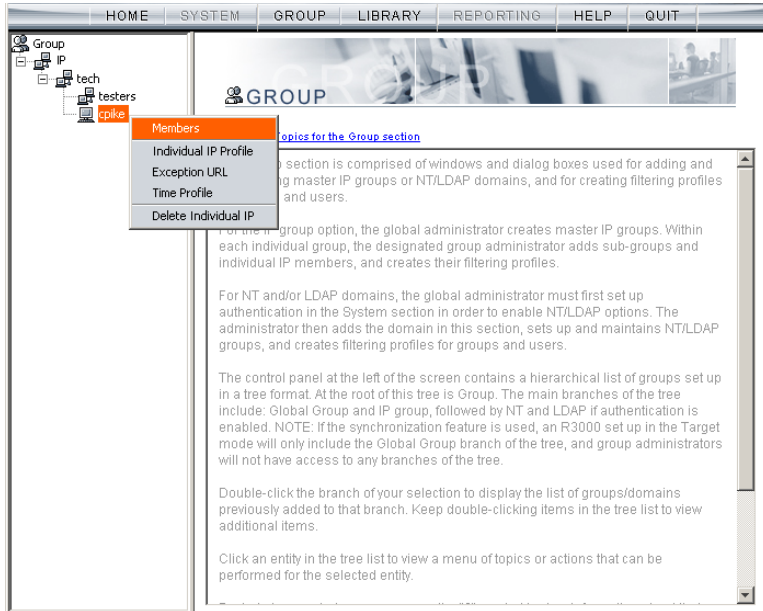 HOME SYSTEM GROUP LIBRARY REPORTING HELP QUIT
Group
IP
tech
testers
cpike
Members
Individual IP Profile
Exception URL
Time Profile
Delete Individual IP
GROUP
GROUP
opics for the Group section
section is comprised of windows and dialog boxes used for adding and
ng master IP groups or NT/LDAP domains, and for creating filtering profiles
and users.
For the IP group option, the global administrator creates master IP groups. Within
each individual group, the designated group administrator adds sub-groups and
individual IP members, and creates their filtering profiles.
For NT and/or LDAP domains, the global administrator must first set up
authentication in the System section in order to enable NT/LDAP options. The
administrator then adds the domain in this section, sets up and maintains NT/LDAP
groups, and creates filtering profiles for groups and users.
The control panel at the left of the screen contains a hierarchical list of groups set up
in a tree format. At the root of this tree is Group. The main branches of the tree
include: Global Group and IP group, followed by NT and LDAP if authentication is
enabled. NOTE: If the synchronization feature is used, an R3000 set up in the Target
mode will only include the Global Group branch of the tree, and group administrators
will not have access to any branches of the tree.
Double-click the branch of your selection to display the list of groups/domains
previously added to that branch. Keep double-clicking items in the tree list to view
additional items.
Click an entity in the tree list to view a menu of topics or actions that can be
performed for the selected entity.